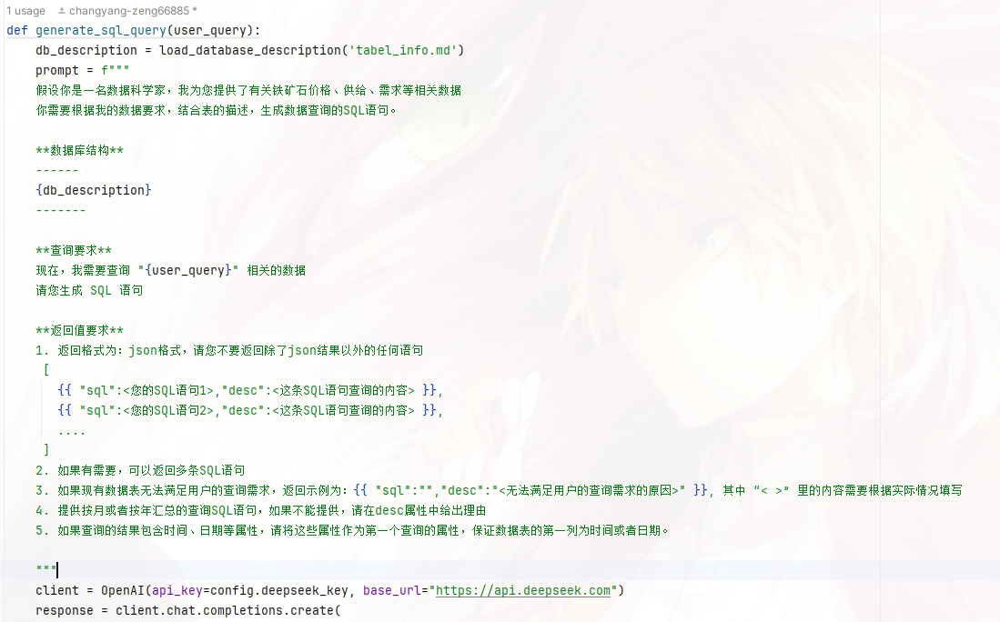 1 usage changyang-zeng66885 *
def generate_sql_query(user_query):
    db_description = load_database_description('tabel_info.md')
    prompt = f"""
    假设你是一名数据科学家，我为您提供了有关铁矿石价格、供给、需求等相关数据
    你需要根据我的数据要求，结合表的描述，生成数据查询的SQL语句。

    **数据库结构**
    ------
    {db_description}
    -------

    **查询要求**
    现在，我需要查询 "{user_query}" 相关的数据
    请您生成 SQL 语句

    **返回值要求**
    1. 返回格式为：json格式，请您不要返回除了json结果以外的任何语句
     [
       {{ "sql":<您的SQL语句1>,"desc":<这条SQL语句查询的内容> }},
       {{ "sql":<您的SQL语句2>,"desc":<这条SQL语句查询的内容> }},
       ....
     ]
    2. 如果有需要，可以返回多条SQL语句
    3. 如果现有数据表无法满足用户的查询需求，返回示例为：{{ "sql":"","desc":"<无法满足用户的查询需求的原因>" }}, 其中 “< >” 里的内容需要根据实际情况填写
    4. 提供按月或者按年汇总的查询SQL语句，如果不能提供，请在desc属性中给出理由
    5. 如果查询的结果包含时间、日期等属性，请将这些属性作为第一个查询的属性，保证数据表的第一列为时间或者日期。

    """
    client = OpenAI(api_key=config.deepseek_key, base_url="https://api.deepseek.com")
    response = client.chat.completions.create(